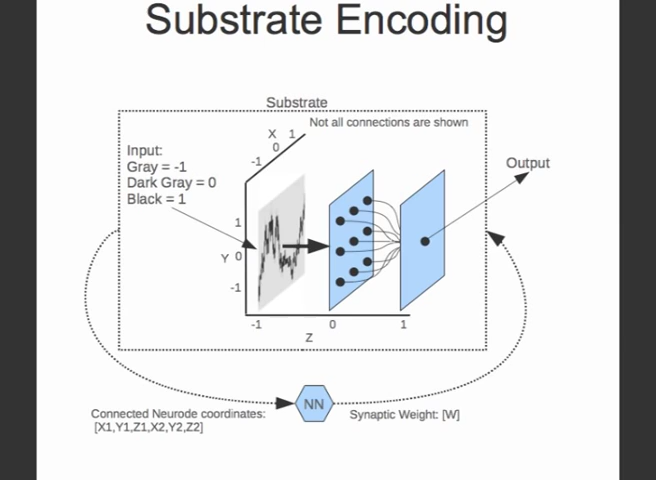 Substrate Encoding
Substrate
Not all connections are shown
X 1
0
-1
Input:
Gray = -1
Dark Gray = 0
Black = 1
Output
1
Y 0
-1
-1
0
1
Z
NN
Connected Neurode coordinates:
[X1,Y1,Z1,X2,Y2,Z2]
Synaptic Weight: [W]